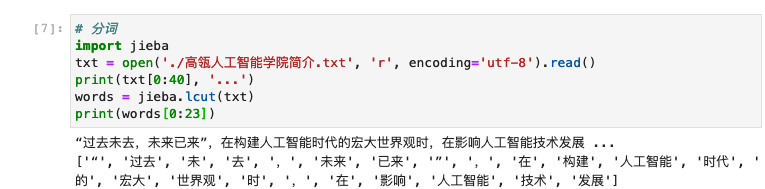 [7]: # 分词
import jieba
txt = open('./高瓴人工智能学院简介.txt', 'r', encoding='utf-8').read()
print(txt[0:40], '...')
words = jieba.lcut(txt)
print(words[0:23])
“过去未去，未来已来”，在构建人工智能时代的宏大世界观时，在影响人工智能技术发展 ...
['“', '过去', '未', '去', '，', '未来', '已来', '”', '，', '在', '构建', '人工智能', '时代', '
的', '宏大', '世界观', '时', '，', '在', '影响', '人工智能', '技术', '发展']